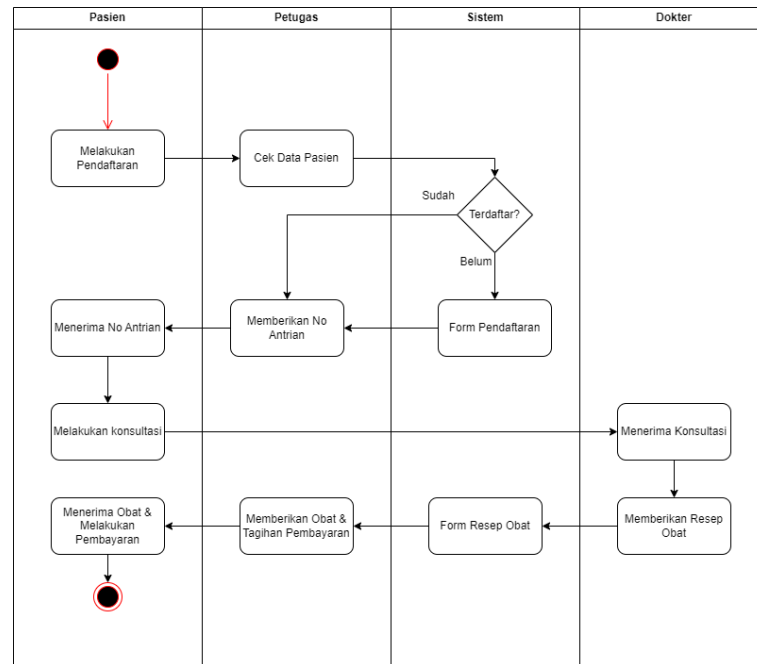 Pasien
Petugas
Sistem
Dokter
Melakukan
Pendaftaran
Cek Data Pasien
Sudah
Terdaftar?
Belum
Menerima No Antrian
Memberikan No
Antrian
Form Pendaftaran
Melakukan konsultasi
Menerima Konsultasi
Menerima Obat &
Melakukan
Pembayaran
Memberikan Obat &
Tagihan Pembayaran
Form Resep Obat
Memberikan Resep
Obat